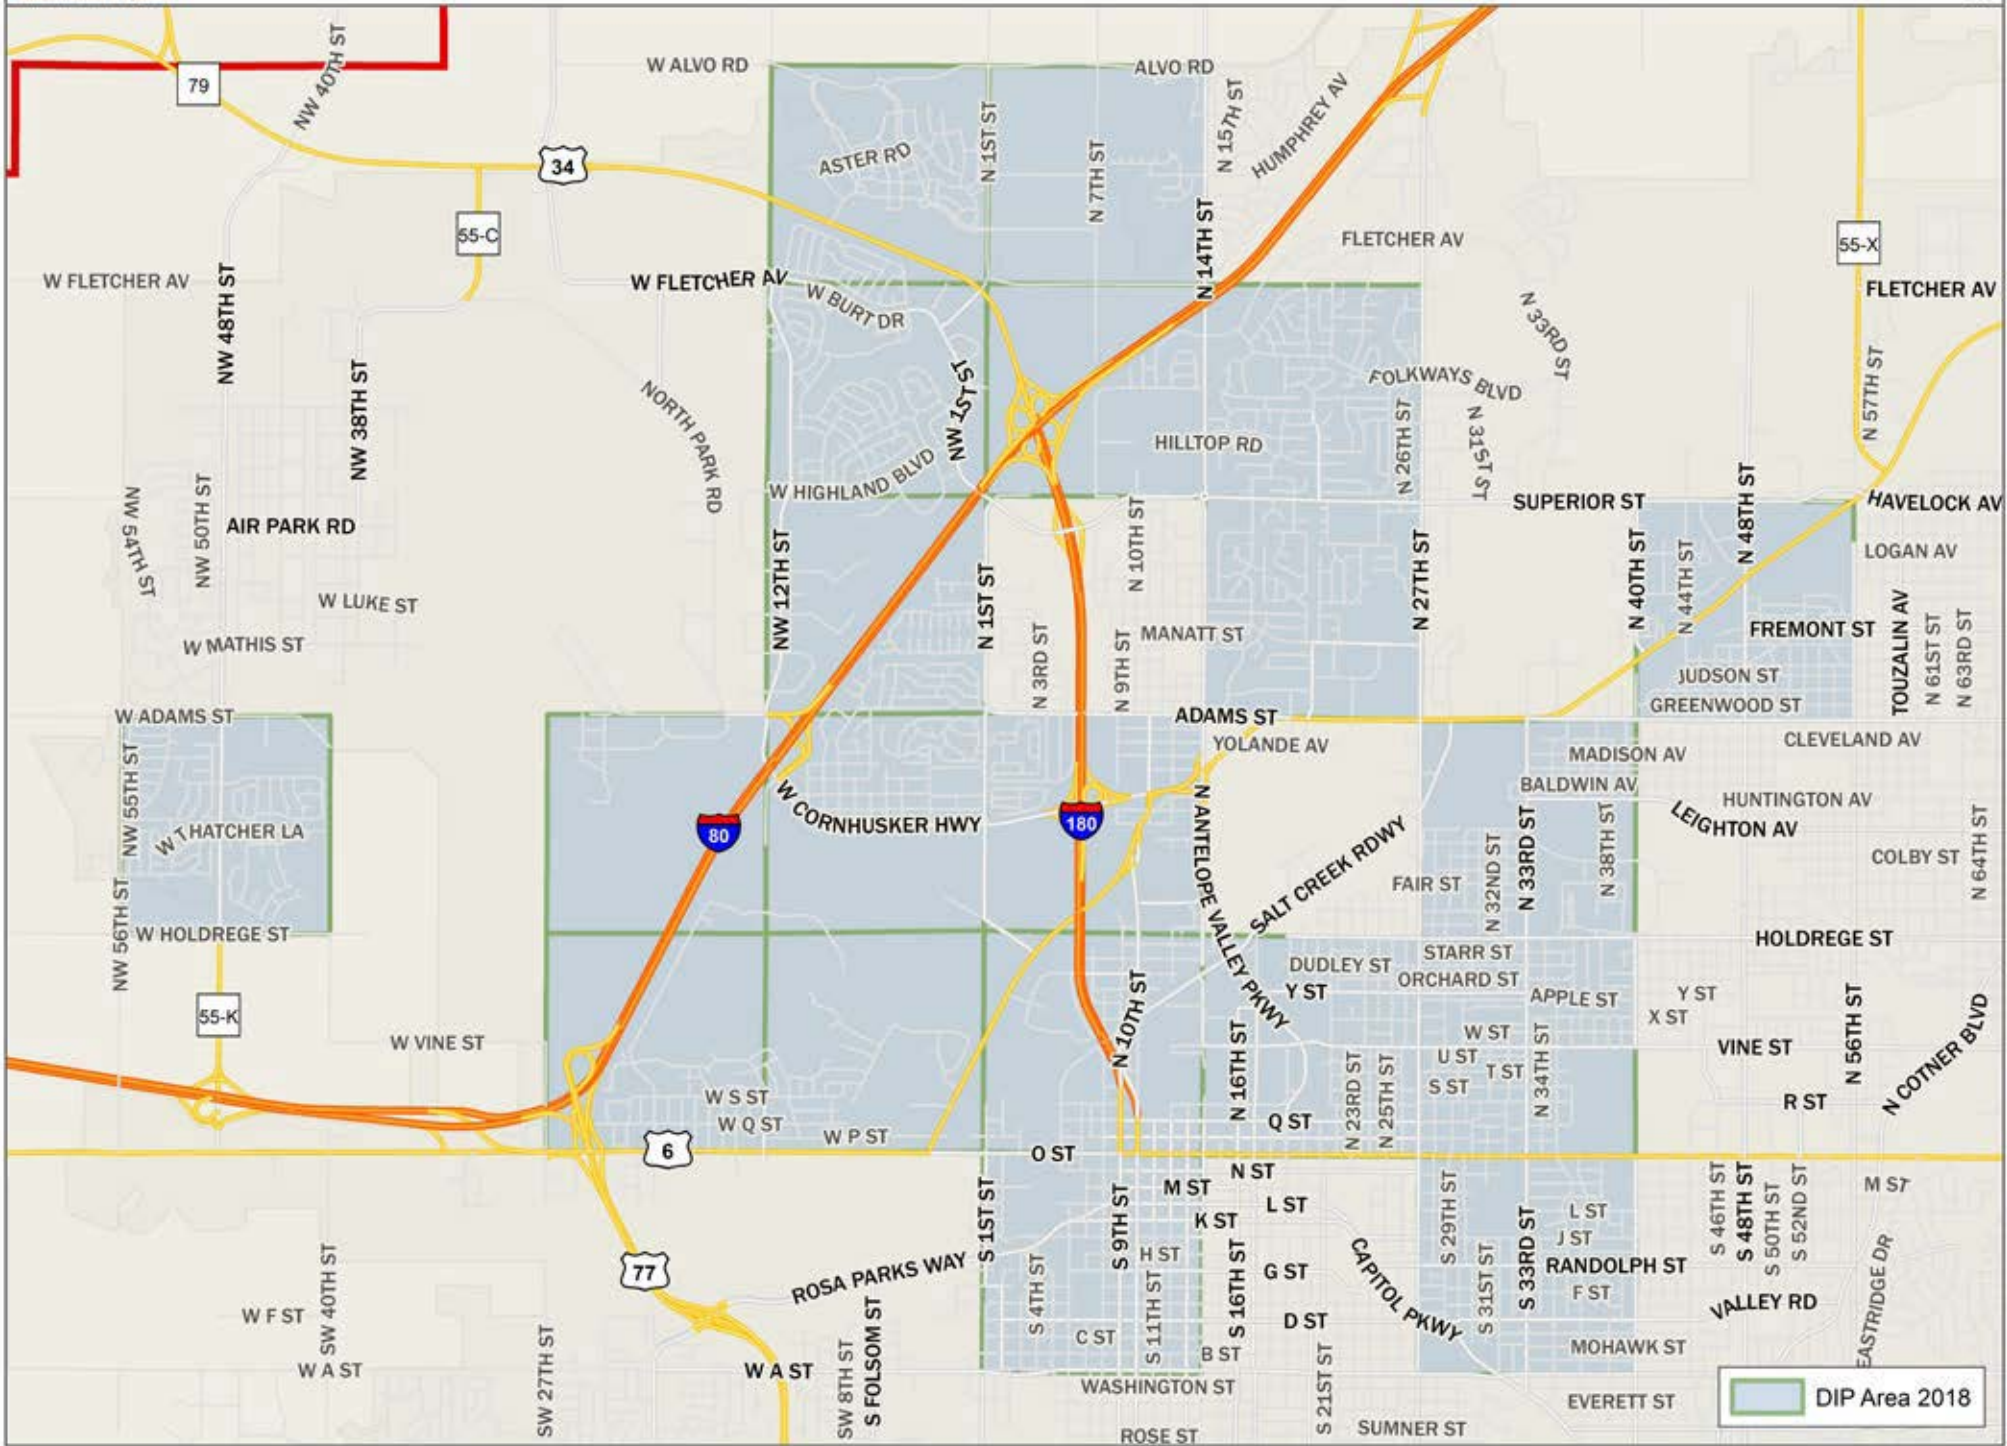 W ALVO RD
ALVO RD
79
NW 40TH ST
N 1ST ST
N 15TH ST
HUMPHREY AV
34
ASTER RD
N 7TH ST
55-C
N 14TH ST
FLETCHER AV
55-X
W FLETCHER AV
NW 48TH ST
W FLETCHER AV
W BURT DR
FLETCHER AV
N 33RD ST
NW 38TH ST
NORTH PARK RD
NW 1ST ST
FOLKWAYS BLVD
N 57TH ST
HILLTOP RD
N 26TH ST
N 31ST ST
W HIGHLAND BLVD
SUPERIOR ST
N 48TH ST
HAVELOCK AV
NW 54TH ST
NW 50TH ST
AIR PARK RD
NW 12TH ST
N 1ST ST
N 10TH ST
N 27TH ST
N 40TH ST
N 44TH ST
LOGAN AV
W LUKE ST
N 3RD ST
N 9TH ST
MANATT ST
FREMONT ST
TOUZALIN AV
N 61ST ST
N 63RD ST
W MATHIS ST
JUDSON ST
GREENWOOD ST
W ADAMS ST
ADAMS ST
YOLANDE AV
CLEVELAND AV
MADISON AV
NW 55TH ST
BALDWIN AV
HUNTINGTON AV
W CORNHUSKER HWY
N ANTELOPE VALLEY PKWY
LEIGHTON AV
W THATCHER LA
80
180
SALT CREEK RDWY
N 32ND ST
N 33RD ST
N 38TH ST
COLBY ST
N 64TH ST
FAIR ST
NW 56TH ST
W HOLDREGE ST
HOLDREGE ST
STARR ST
DUDLEY ST
ORCHARD ST
Y ST
APPLE ST
Y ST
X ST
55-K
N 10TH ST
W VINE ST
W ST
VINE ST
N 56TH ST
N COTNER BLVD
U ST
T ST
S ST
N 16TH ST
N 23RD ST
N 25TH ST
N 34TH ST
W S ST
W Q ST
Q ST
R ST
W P ST
6
O ST
N ST
M ST
L ST
K ST
S 1ST ST
S 9TH ST
S 29TH ST
L ST
J ST
S 46TH ST
S 48TH ST
S 50TH ST
S 52ND ST
M ST
H ST
S 33RD ST
RANDOLPH ST
77
ROSA PARKS WAY
S 4TH ST
S 11TH ST
S 16TH ST
G ST
CAPITOL PKWY
S 31ST ST
F ST
VALLEY RD
EASTRIDGE DR
SW 40TH ST
W F ST
C ST
D ST
B ST
MOHAWK ST
W A ST
SW 27TH ST
W A ST
SW 8TH ST
S FOLSOM ST
WASHINGTON ST
S 21ST ST
EVERETT ST
ROSE ST
SUMNER ST
DIP Area 2018